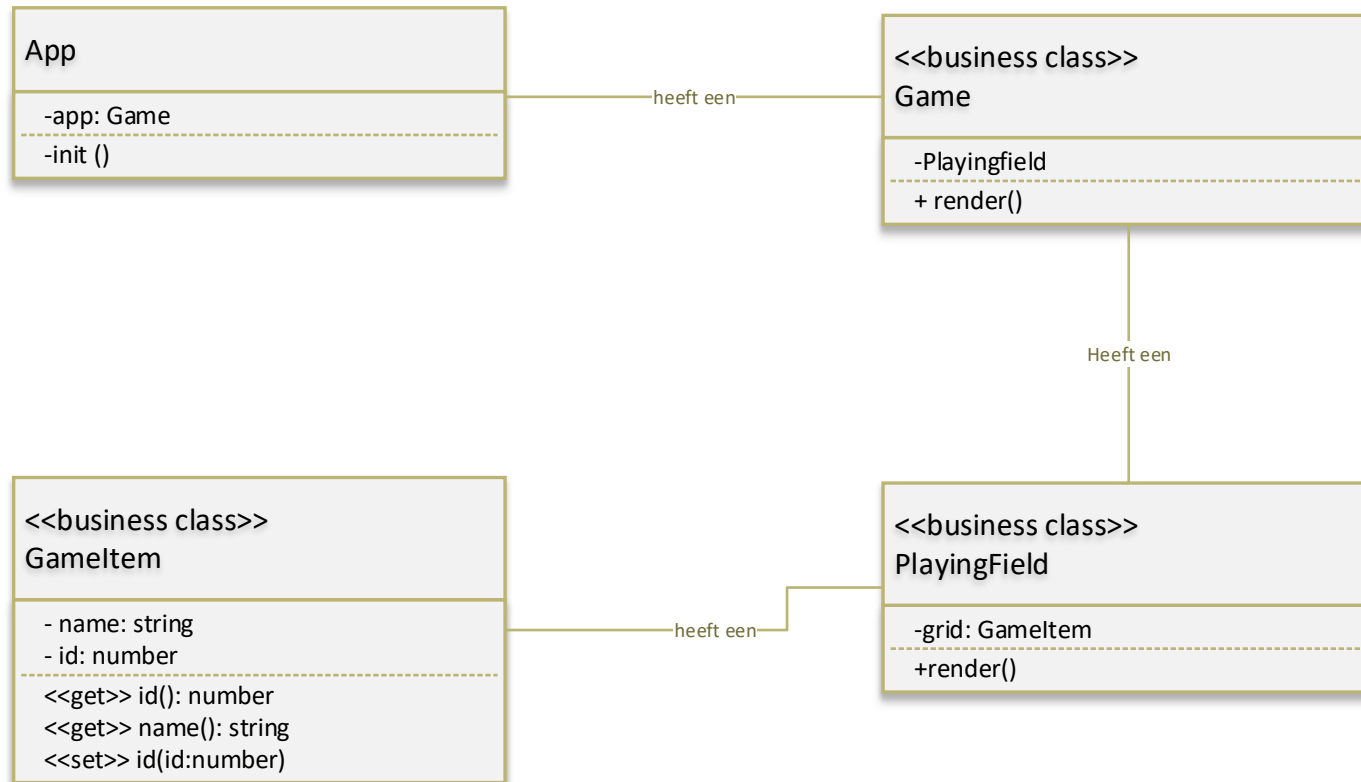 App
-app: Game
-init ()
heeft een
<<business class>>
Game
-Playingfield
+ render()
Heeft een
<<business class>>
GameItem
- name: string
- id: number
<<get>> id(): number
<<get>> name(): string
<<set>> id(id:number)
heeft een
<<business class>>
PlayingField
-grid: GameItem
+render()